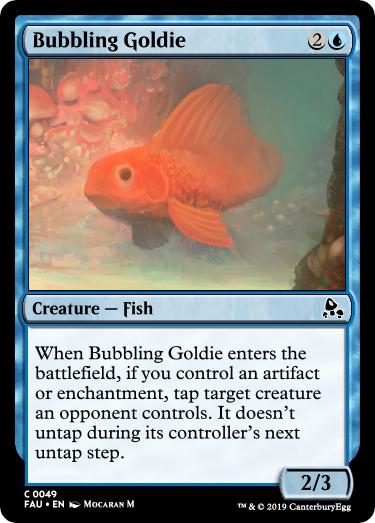 Bubbling Goldie 2
Creature — Fish
When Bubbling Goldie enters the
battlefield, if you control an artifact
or enchantment, tap target creature
an opponent controls. It doesn't
untap during its controller's next
untap step.
2/3
C 0049
FAU • EN Mocaran M
™ & © 2019 CanterburyEgg